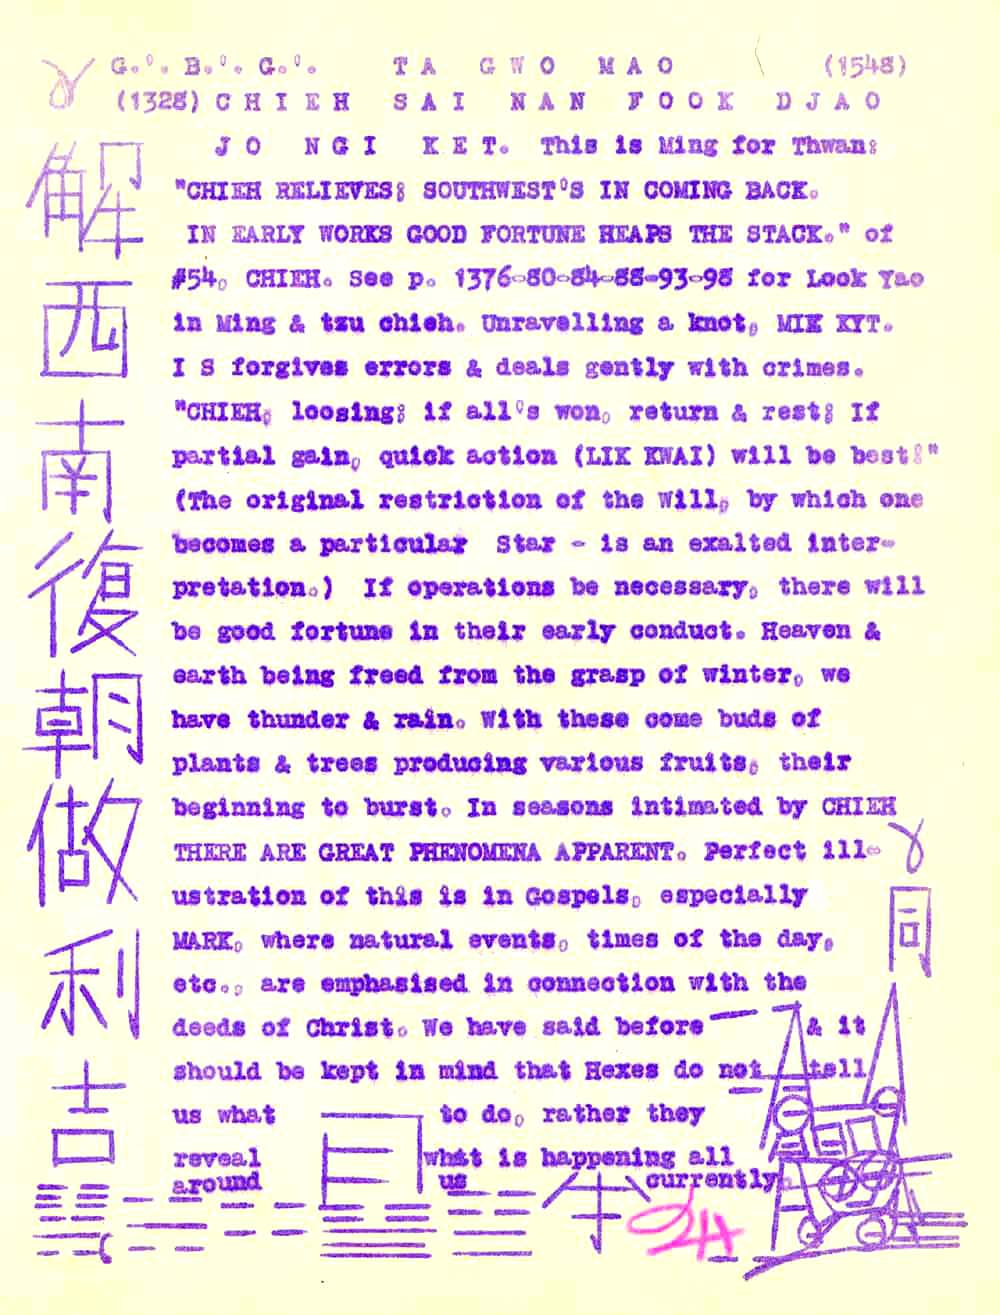 G.'. B.'. G.'. TA GWO MAO (1548)
(1328) CHIEH SAI NAN FOOK DJAO
JO NGI KET. This is Ming for Thwan:
"CHIEH RELIEVES; SOUTHWEST'S IN COMING BACK.
IN EARLY WORKS GOOD FORTUNE HEAPS THE STACK." of
#54, CHIEH. See p. 1376-80-84-88-93-98 for Look Yao
in Ming & tzu chieh. Unravelling a knot, MIK KYT.
I S forgives errors & deals gently with crimes.
"CHIEH, loosing; if all's won, return & rest; If
partial gain, quick action (LIK KWAI) will be best!"
(The original restriction of the Will, by which one
becomes a particular Star - is an exalted inter-
pretation.) If operations be necessary, there will
be good fortune in their early conduct. Heaven &
earth being freed from the grasp of winter, we
have thunder & rain. With these come buds of
plants & trees producing various fruits, their
beginning to burst. In seasons intimated by CHIEH
THERE ARE GREAT PHENOMENA APPARENT. Perfect ill-
ustration of this is in Gospels, especially
MARK, where natural events, times of the day,
etc., are emphasised in connection with the
deeds of Christ. We have said before & it
should be kept in mind that Hexes do not tell
us what to do, rather they
reveal what is happening all
around us currently.
解
西
南
復
朝
做
利
吉
同
24